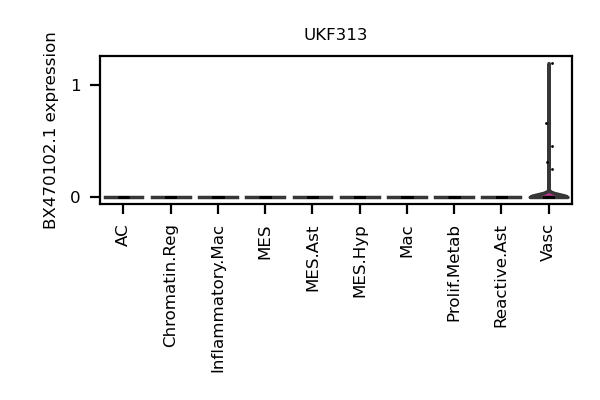 UKF313
BX470102.1 expression
1
0
AC
Chromatin.Reg
Inflammatory.Mac
MES
MES.Ast
MES.Hyp
Mac
Prolif.Metab
Reactive.Ast
Vasc